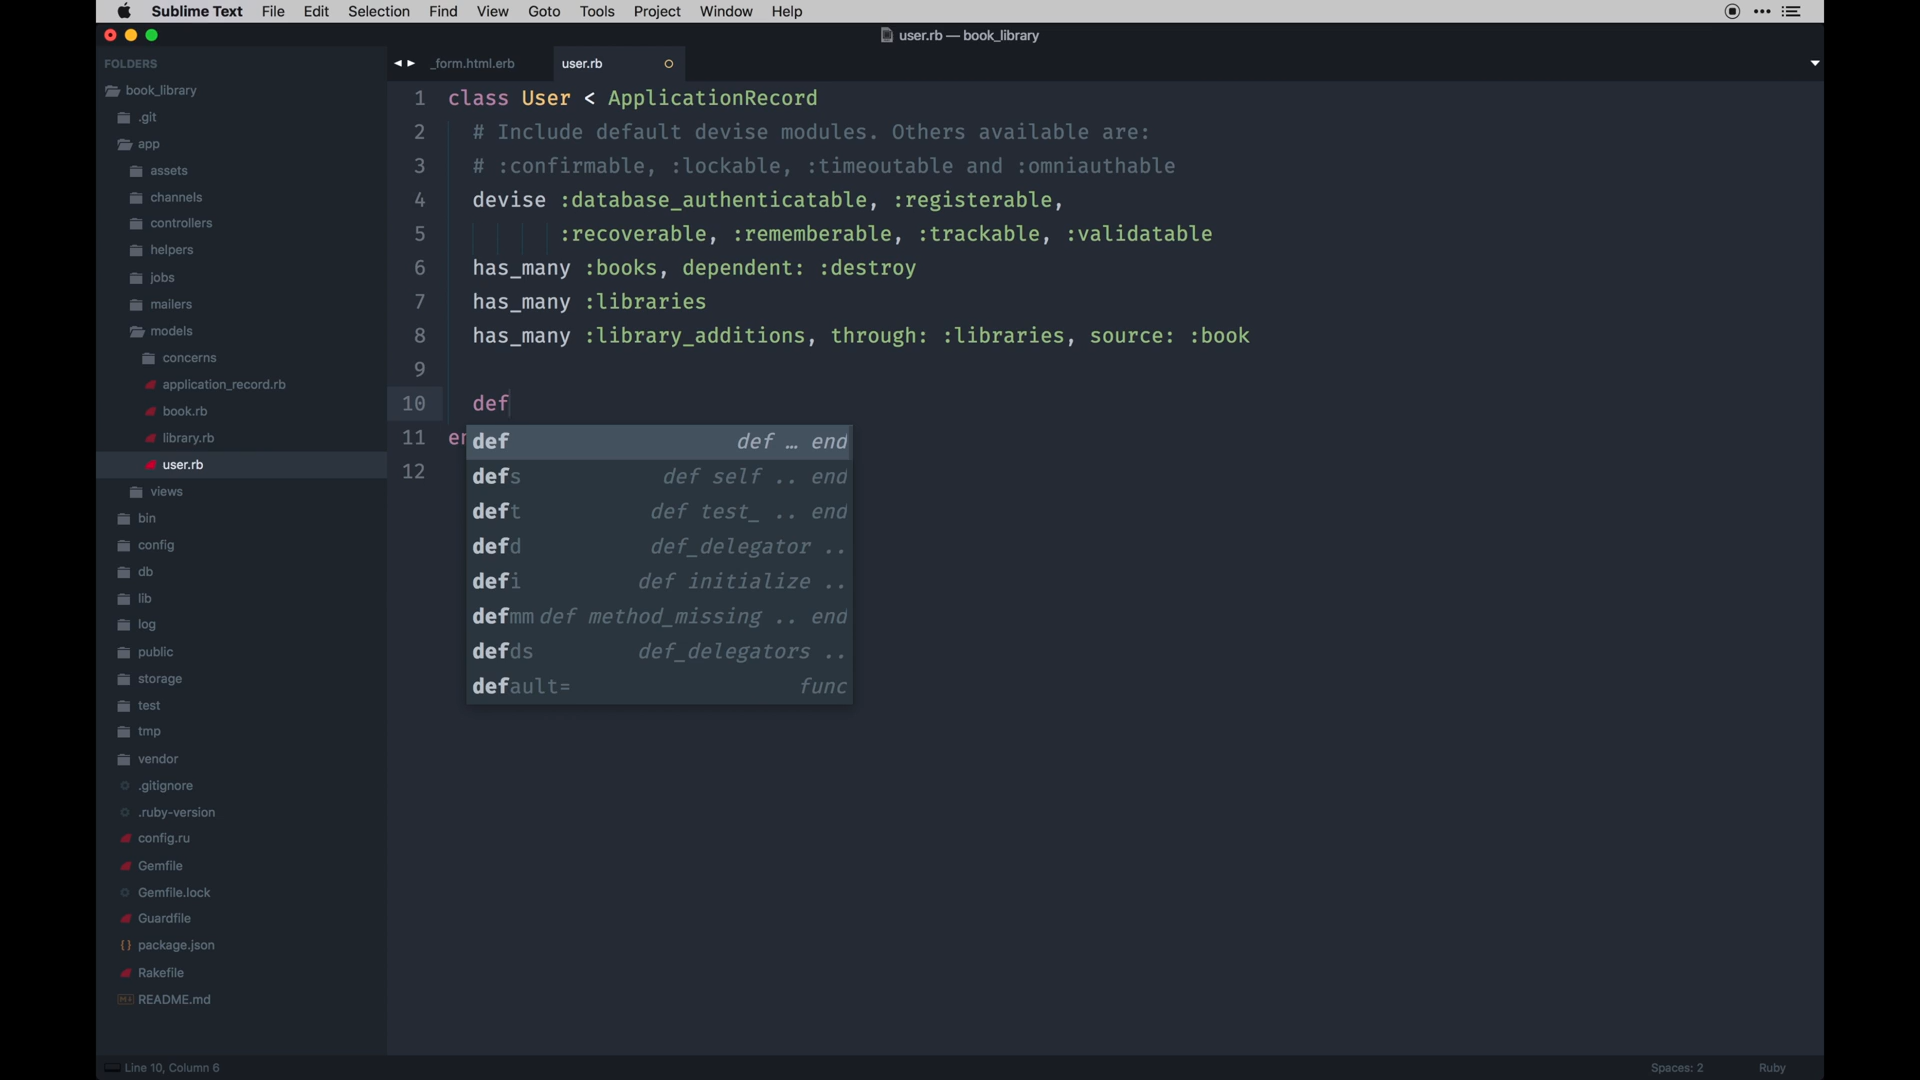 Sublime Text File Edit Selection Find View Goto Tools Project Window Help
user.rb — book_library
FOLDERS
book_library
.git
app
assets
channels
controllers
helpers
jobs
mailers
models
concerns
application_record.rb
book.rb
library.rb
user.rb
views
bin
config
db
lib
log
public
storage
test
tmp
vendor
.gitignore
.ruby-version
config.ru
Gemfile
Gemfile.lock
Guardfile
package.json
Rakefile
README.md
_form.html.erb user.rb
1 class User < ApplicationRecord
2 # Include default devise modules. Others available are:
3 # :confirmable, :lockable, :timeoutable and :omniauthable
4 devise :database_authenticatable, :registerable,
5 :recoverable, :rememberable, :trackable, :validatable
6 has_many :books, dependent: :destroy
7 has_many :libraries
8 has_many :library_additions, through: :libraries, source: :book
9
10 def
11 en
12
def def … end
defs def self .. end
deft def test_ .. end
defd def_delegator ..
defi def initialize ..
defmm def method_missing .. end
defds def_delegators ..
default= func
Line 10, Column 6 Spaces: 2 Ruby